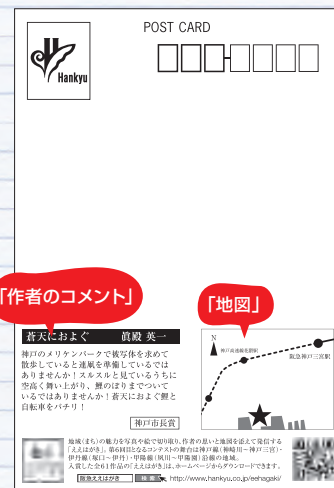 POST CARD
Hankyu
「作者のコメント」
「地図」
蒼天におよぐ 眞殿 英一
神戸のメリケンパークで被写体を求めて
散歩していると連凧を準備しているでは
ありませんか！スルスルと見ているうちに
空高く舞い上がり、鯉のぼりまでついて
いるではありませんか！蒼天におよぐ鯉と
自転車をパチリ！
神戸市長賞
N
神戸高速線花隈駅
阪急神戸三宮駅
地域（まち）の魅力を写真や絵で切り取り、作者の思いと地図を添えて発信する
「ええはがき」。第6回目となるコンテストの舞台は神戸線（神崎川〜神戸三宮）・
伊丹線（塚口〜伊丹）・甲陽線（夙川〜甲陽園）沿線の地域。
入賞した全61作品の「ええはがき」は、ホームページからダウンロードできます。
阪急ええはがき 検索 http://www.hankyu.co.jp/eehagaki/